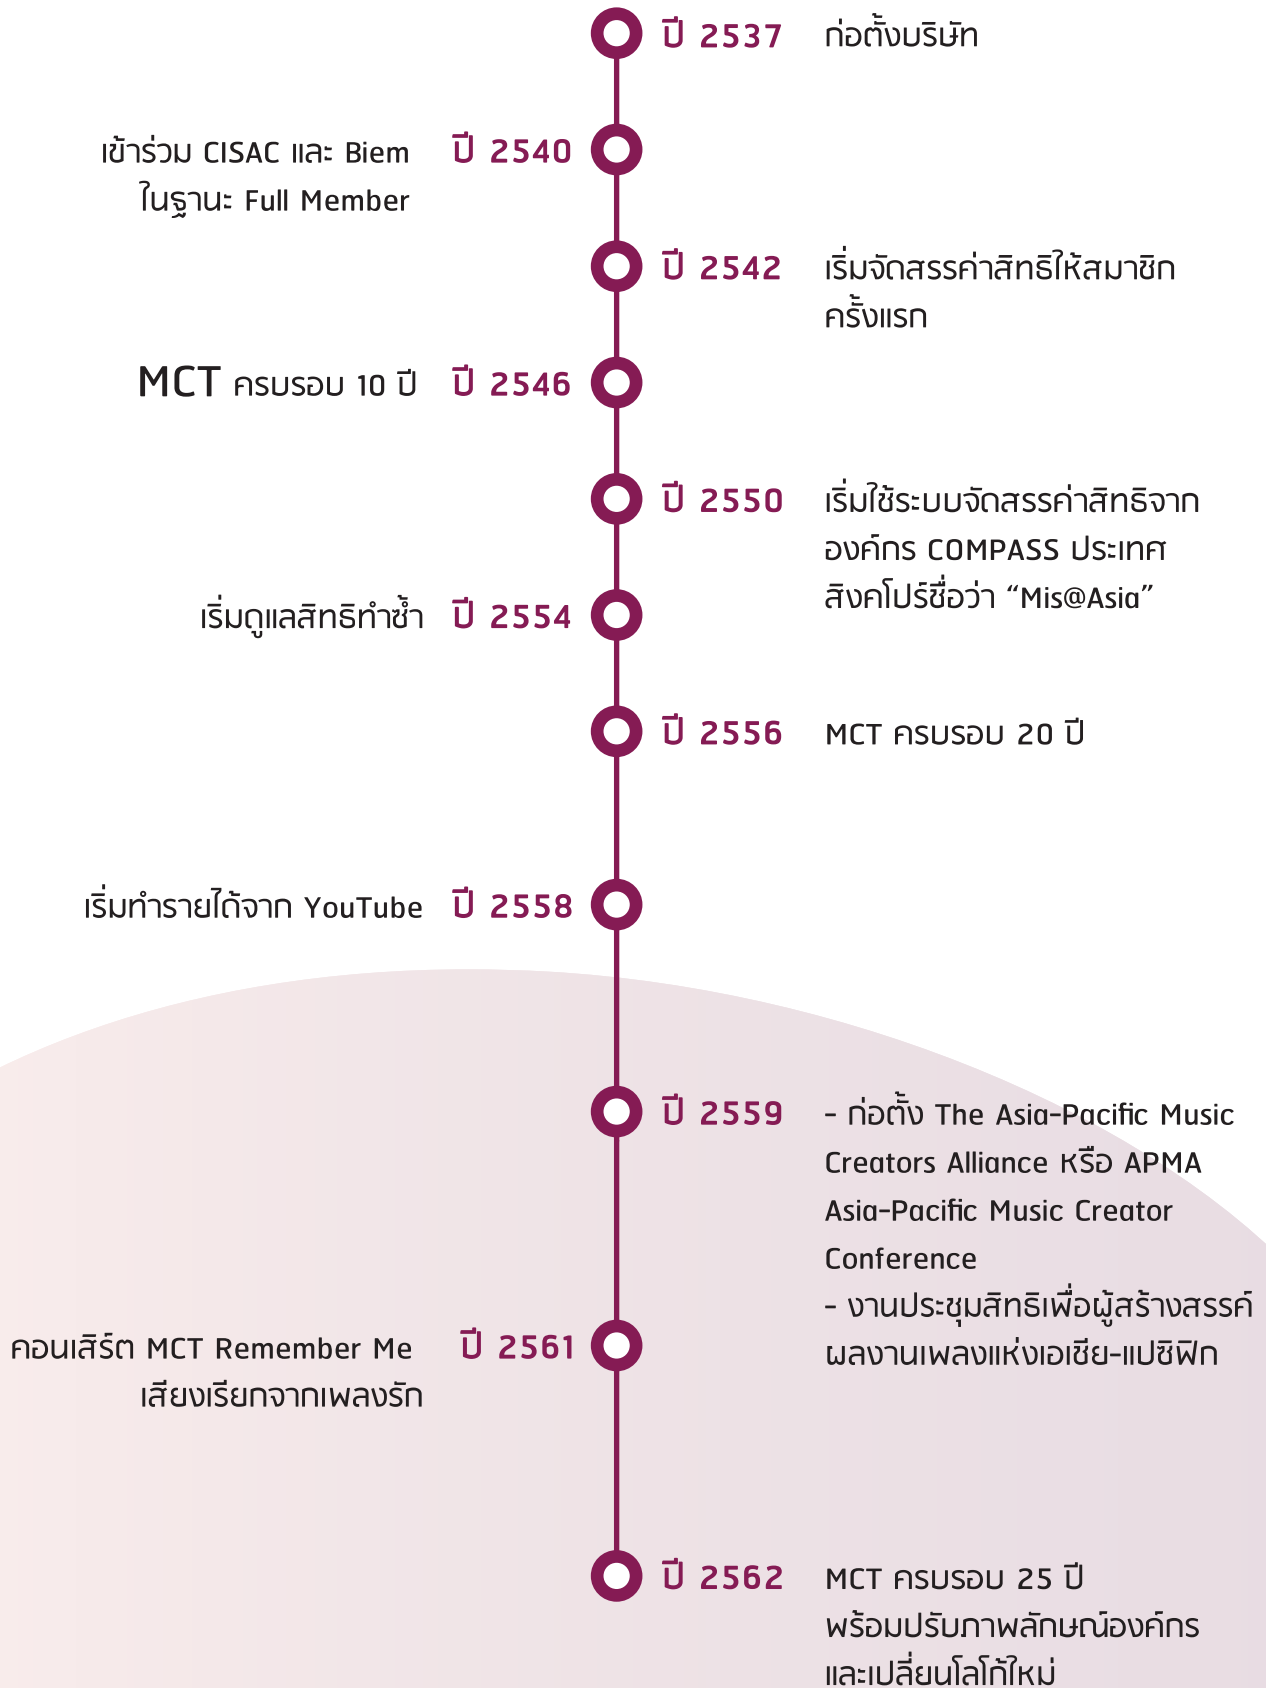 ปี 2537 ก่อตั้งบริษัท
เข้าร่วม CISAC และ Biem ปี 2540
ในฐานะ Full Member
ปี 2542 เริ่มจัดสรรค่าสิทธิให้สมาชิก
ครั้งแรก
MCT ครบรอบ 10 ปี ปี 2546
ปี 2550 เริ่มใช้ระบบจัดสรรค่าสิทธิจาก
องค์กร COMPASS ประเทศ
สิงคโปร์ชื่อว่า “Mis@Asia”
เริ่มดูแลสิทธิทำซ้ำ ปี 2554
ปี 2556 MCT ครบรอบ 20 ปี
เริ่มทำรายได้จาก YouTube ปี 2558
ปี 2559 - ก่อตั้ง The Asia-Pacific Music
Creators Alliance หรือ APMA
Asia-Pacific Music Creator
Conference
- งานประชุมสิทธิเพื่อผู้สร้างสรรค์
ผลงานเพลงแห่งเอเชีย-แปซิฟิก
คอนเสิร์ต MCT Remember Me ปี 2561
เสียงเรียกจากเพลงรัก
ปี 2562 MCT ครบรอบ 25 ปี
พร้อมปรับภาพลักษณ์องค์กร
และเปลี่ยนโลโก้ใหม่